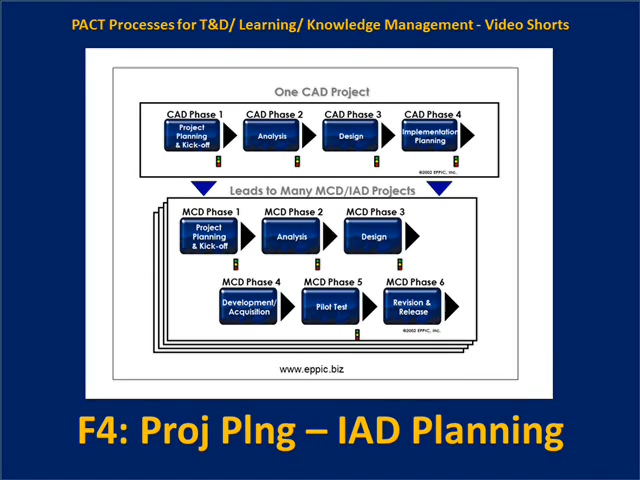 PACT Processes for T&D/ Learning/ Knowledge Management - Video Shorts
One CAD Project
CAD Phase 1
Project
Planning
& Kick-off
CAD Phase 2
Analysis
CAD Phase 3
Design
CAD Phase 4
Implementation
Planning
©2002 EPPIC, Inc.
Leads to Many MCD/IAD Projects
MCD Phase 1
Project
Planning
& Kick-off
MCD Phase 2
Analysis
MCD Phase 3
Design
MCD Phase 4
Development/
Acquisition
MCD Phase 5
Pilot Test
MCD Phase 6
Revision &
Release
©2002 EPPIC, Inc.
www.eppic.biz
F4: Proj Plng – IAD Planning